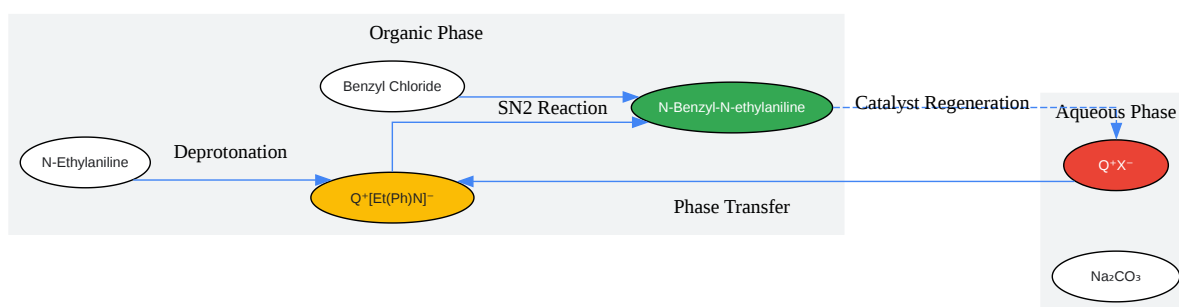 Organic Phase
Benzyl Chloride
SN2 Reaction
N-Benzyl-N-ethylaniline
Catalyst Regeneration
Aqueous Phase
N-Ethylaniline
Deprotonation
Q⁺[Et(Ph)N]⁻
Q⁺X⁻
Phase Transfer
Na₂CO₃